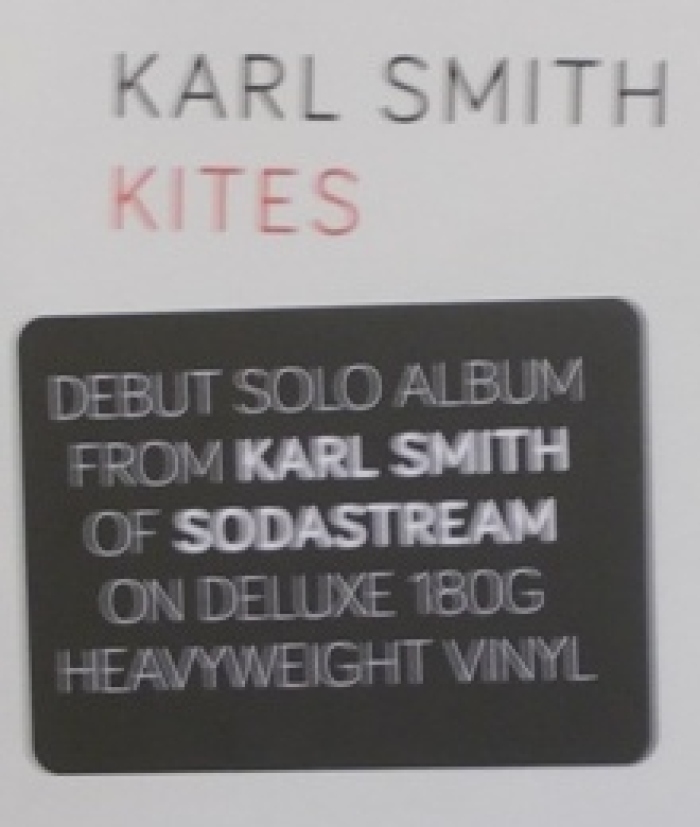 KARL SMITH
KITES
DEBUT SOLO ALBUM
FROM KARL SMITH
OF SODASTREAM
ON DELUXE 180G
HEAVYWEIGHT VINYL